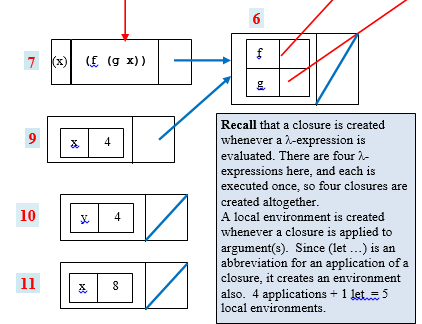 6
7
(x)
(f (g x))
f
g
9
x
4
10
y
4
11
x
8
Recall that a closure is created
whenever a λ-expression is
evaluated. There are four λ-
expressions here, and each is
executed once, so four closures are
created altogether.
A local environment is created
whenever a closure is applied to
argument(s). Since (let …) is an
abbreviation for an application of a
closure, it creates an environment
also. 4 applications + 1 let = 5
local environments.